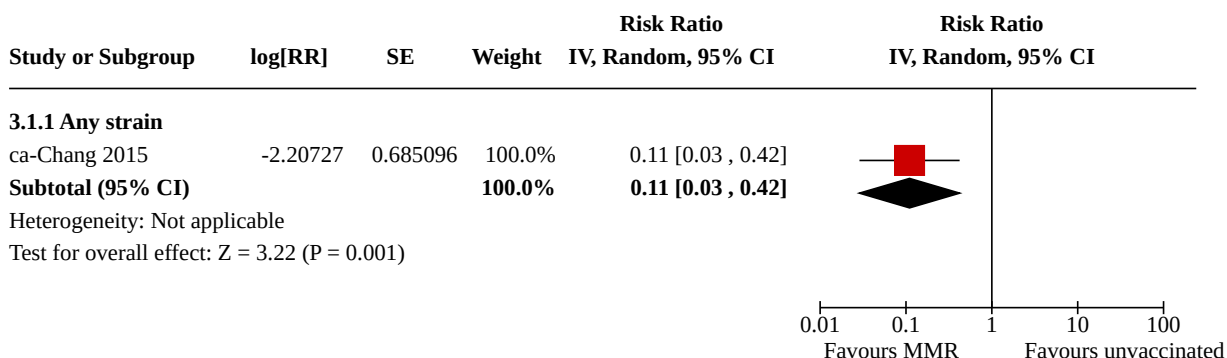 Risk Ratio Risk Ratio
Study or Subgroup log[RR] SE Weight IV, Random, 95% CI IV, Random, 95% CI
3.1.1 Any strain
ca-Chang 2015 -2.20727 0.685096 100.0% 0.11 [0.03 , 0.42]
Subtotal (95% CI) 100.0% 0.11 [0.03 , 0.42]
Heterogeneity: Not applicable
Test for overall effect: Z = 3.22 (P = 0.001)
0.01 0.1 1 10 100
Favours MMR Favours unvaccinated